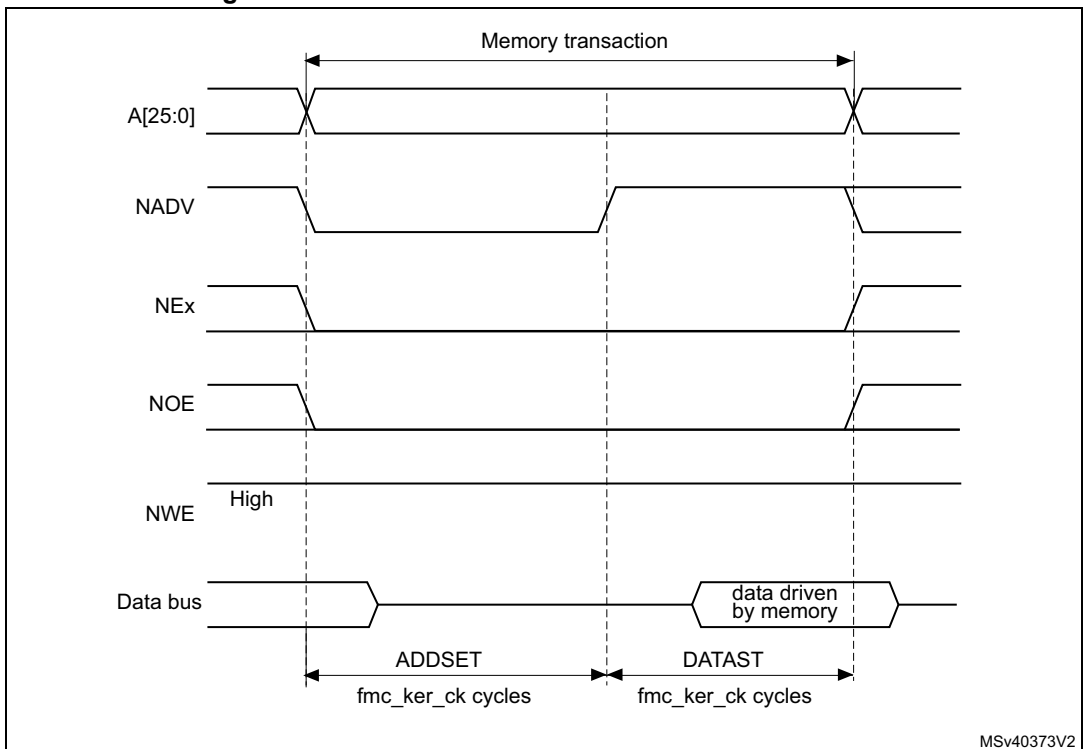 Memory transaction
A[25:0]
NADV
NEx
NOE
NWE
High
Data bus
data driven
by memory
ADDSET
DATAST
fmc_ker_ck cycles
fmc_ker_ck cycles
MSv40373V2